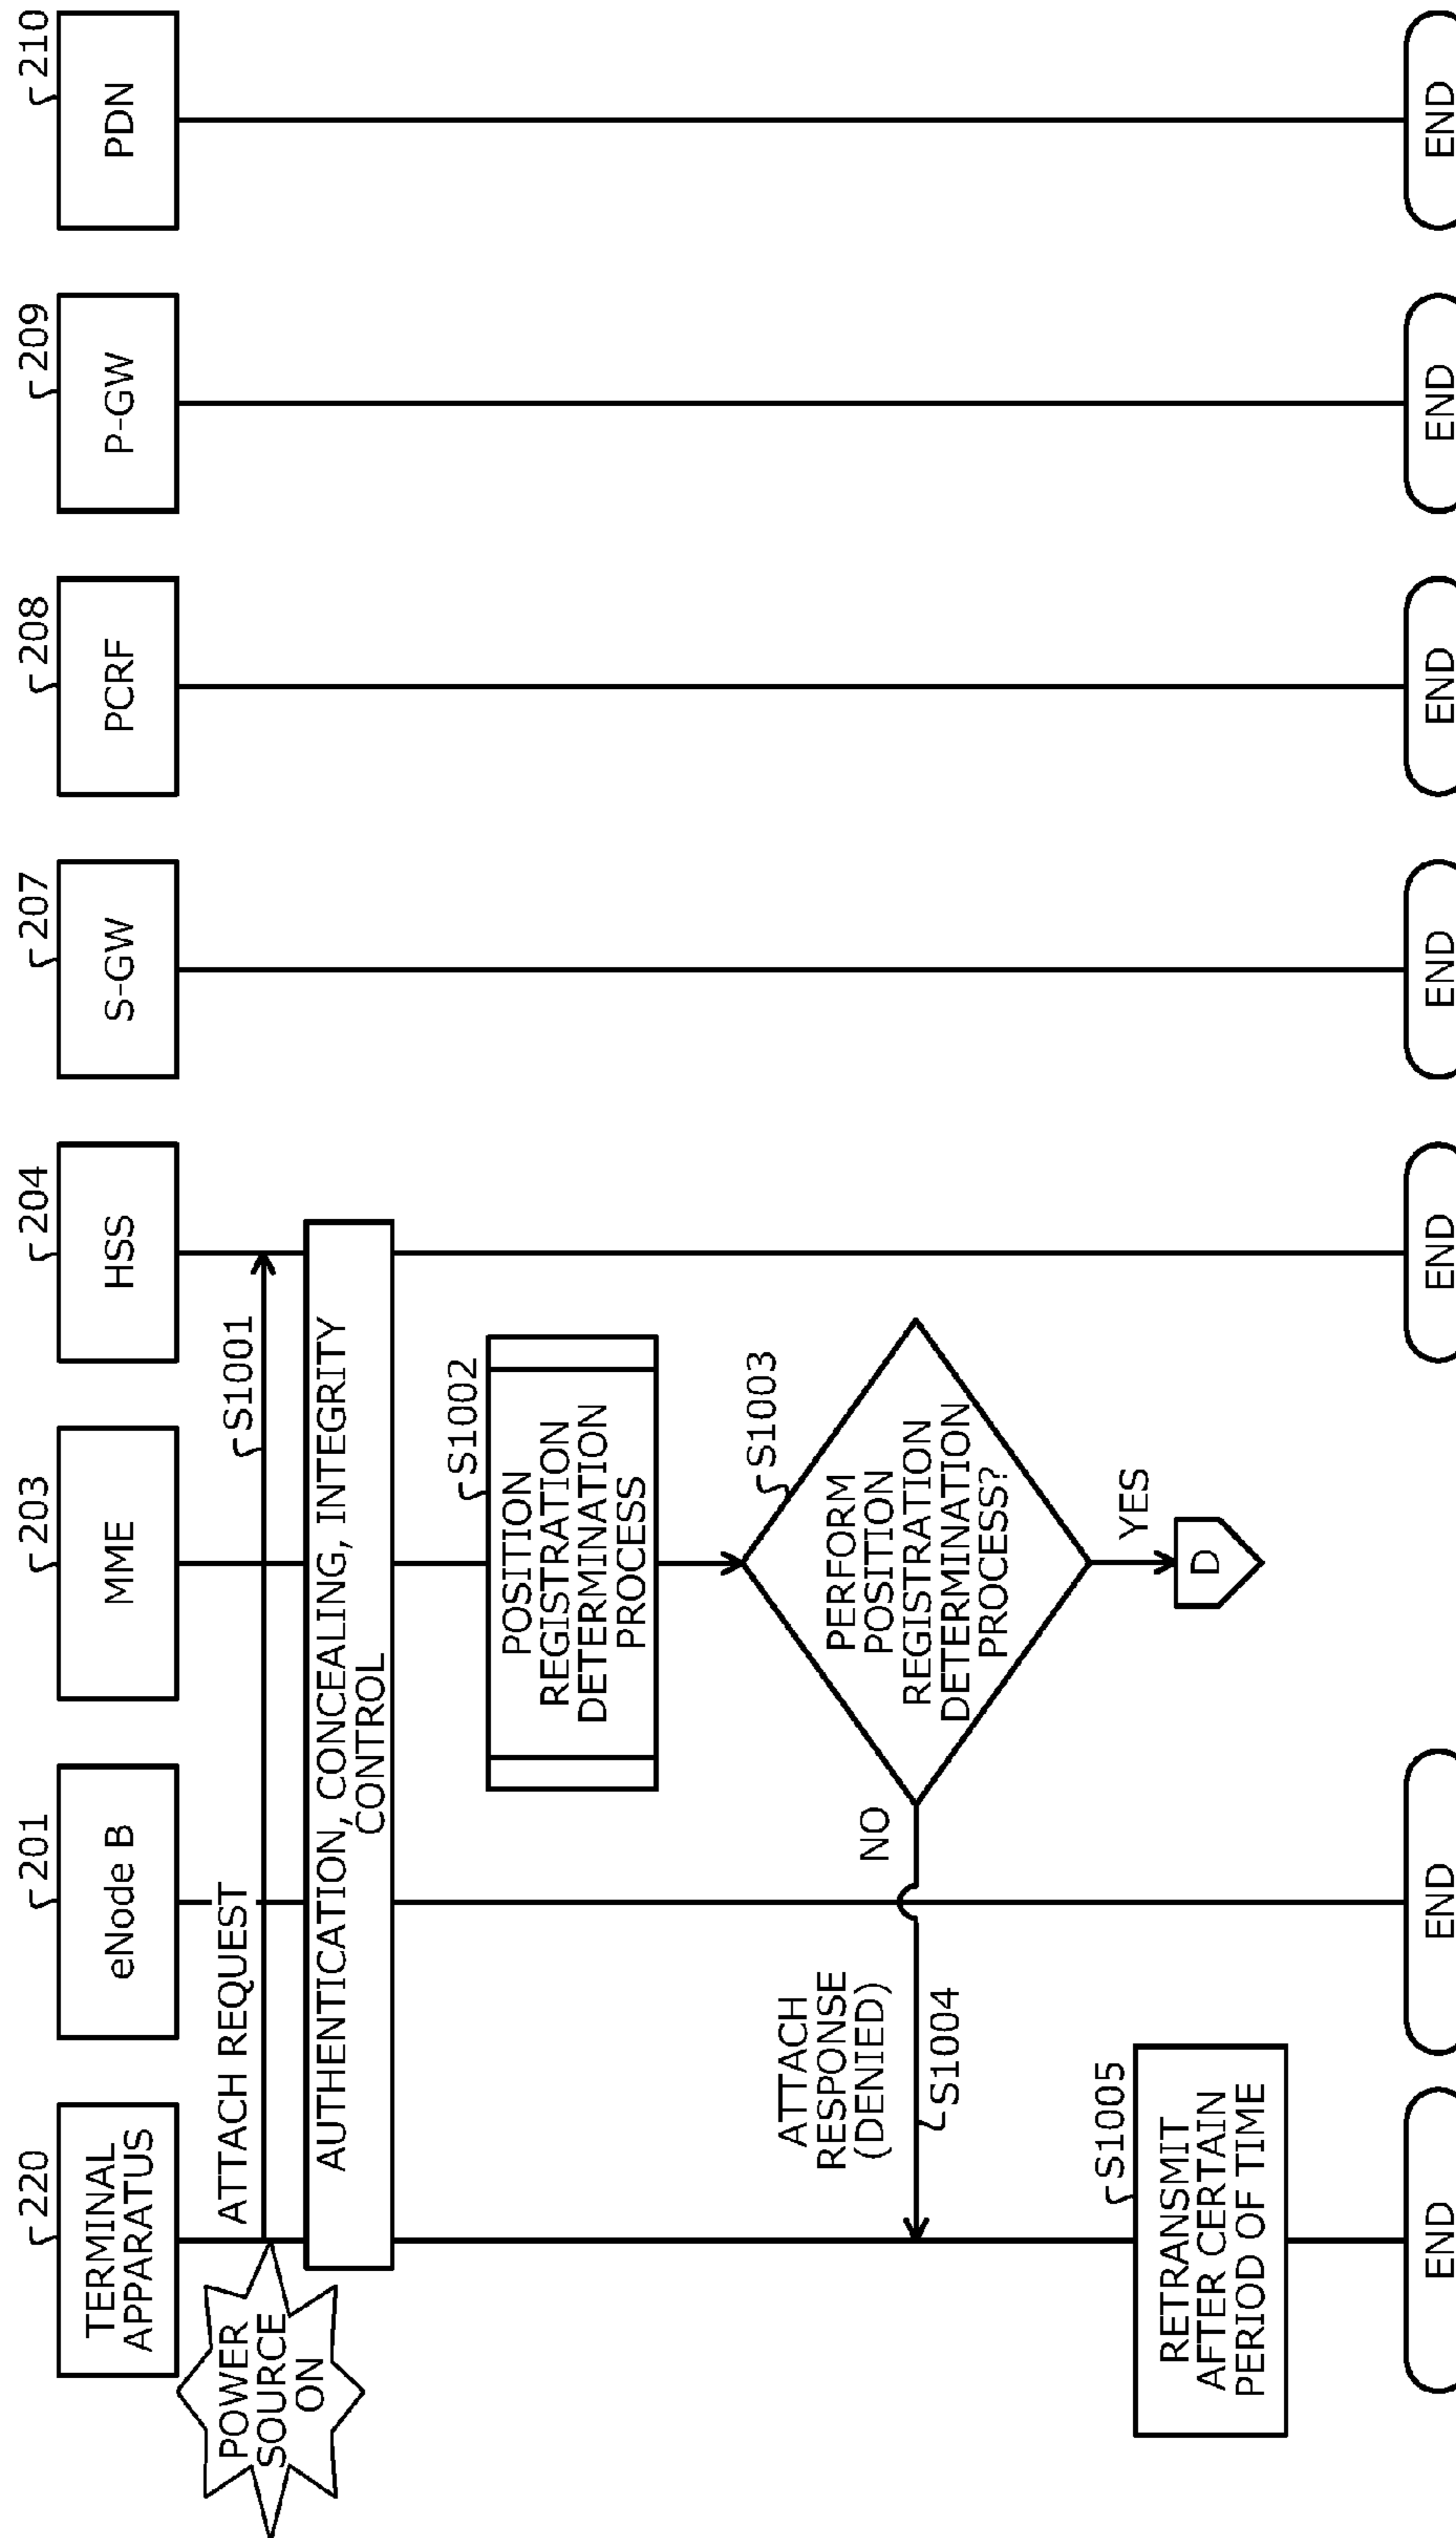 220
TERMINAL
APPARATUS
201
eNode B
203
MME
204
HSS
207
S-GW
208
PCRF
209
P-GW
210
PDN
POWER
SOURCE
ON
ATTACH REQUEST
S1001
AUTHENTICATION, CONCEALING, INTEGRITY
CONTROL
S1002
POSITION
REGISTRATION
DETERMINATION
PROCESS
S1003
PERFORM
POSITION
REGISTRATION
DETERMINATION
PROCESS?
NO
ATTACH
RESPONSE
(DENIED)
S1004
YES
D
S1005
RETRANSMIT
AFTER CERTAIN
PERIOD OF TIME
END
END
END
END
END
END
END